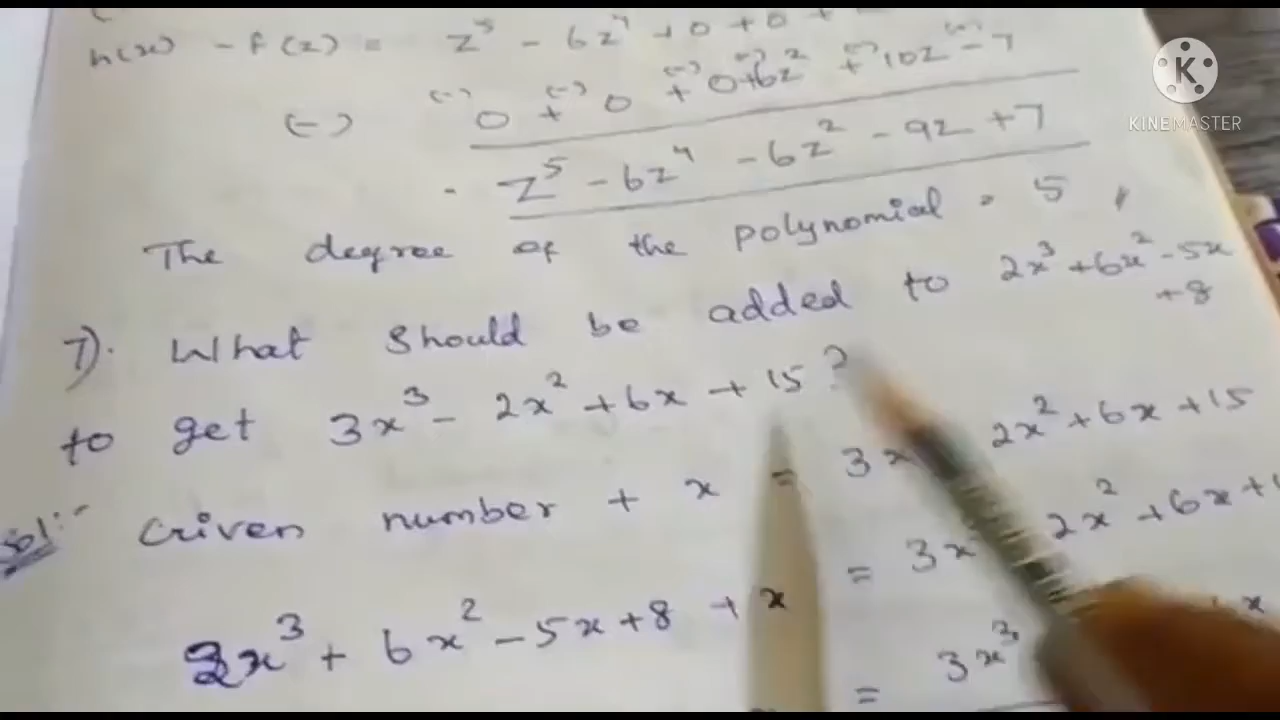 h(x) - f(z) = z⁵ - 6z⁴ + 0 + 0 +
(-) 0 + 0 + 0 + 6z² + 10z - 7
(-) (-) (-) (-) (-) (-)
z⁵ - 6z⁴ - 6z² - 9z + 7
The degree of the polynomial = 5,
7). What should be added to 2x³ + 6x² - 5x
+ 8
to get 3x³ - 2x² + 6x + 15 ?
Sol:- Given number + x = 3x 2x² + 6x + 15
2x³ + 6x² - 5x + 8 + x = 3x 2x² + 6x +
= 3x³ x
K
KINEMASTER